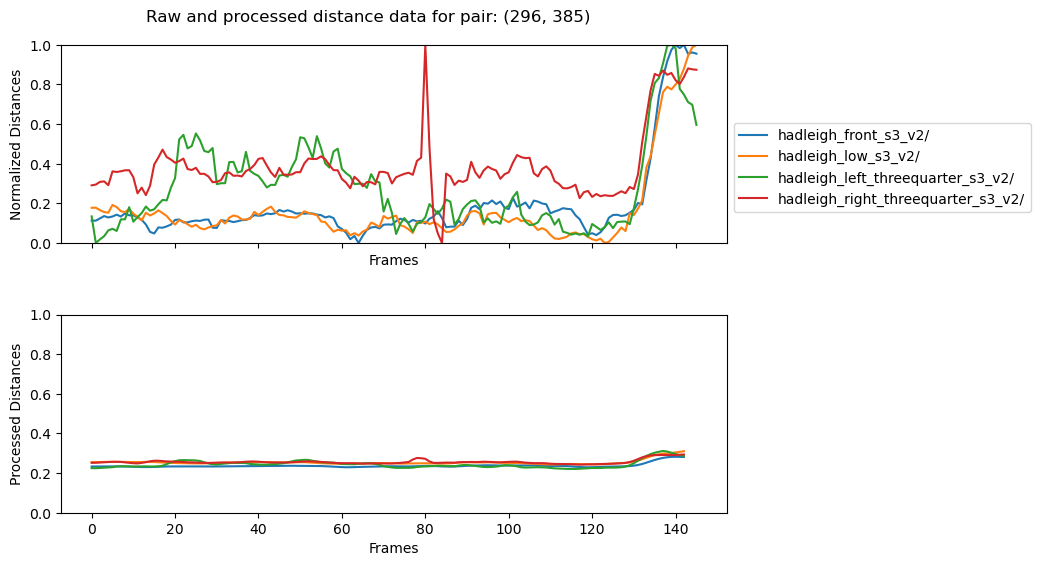 Raw and processed distance data for pair: (296, 385)
Normalized Distances
1.0
0.8
0.6
0.4
0.2
0.0
Frames
hadleigh_front_s3_v2/
hadleigh_low_s3_v2/
hadleigh_left_threequarter_s3_v2/
hadleigh_right_threequarter_s3_v2/
Processed Distances
1.0
0.8
0.6
0.4
0.2
0.0
0 20 40 60 80 100 120 140
Frames